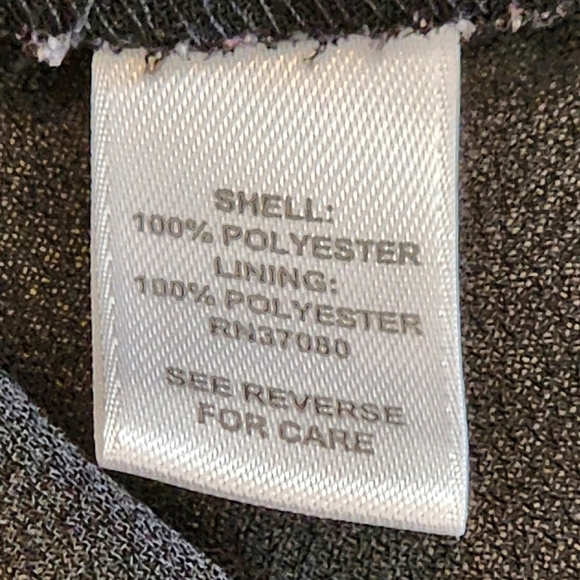 SHELL:
100% POLYESTER
LINING:
100% POLYESTER
RN37080
SEE REVERSE
FOR CARE